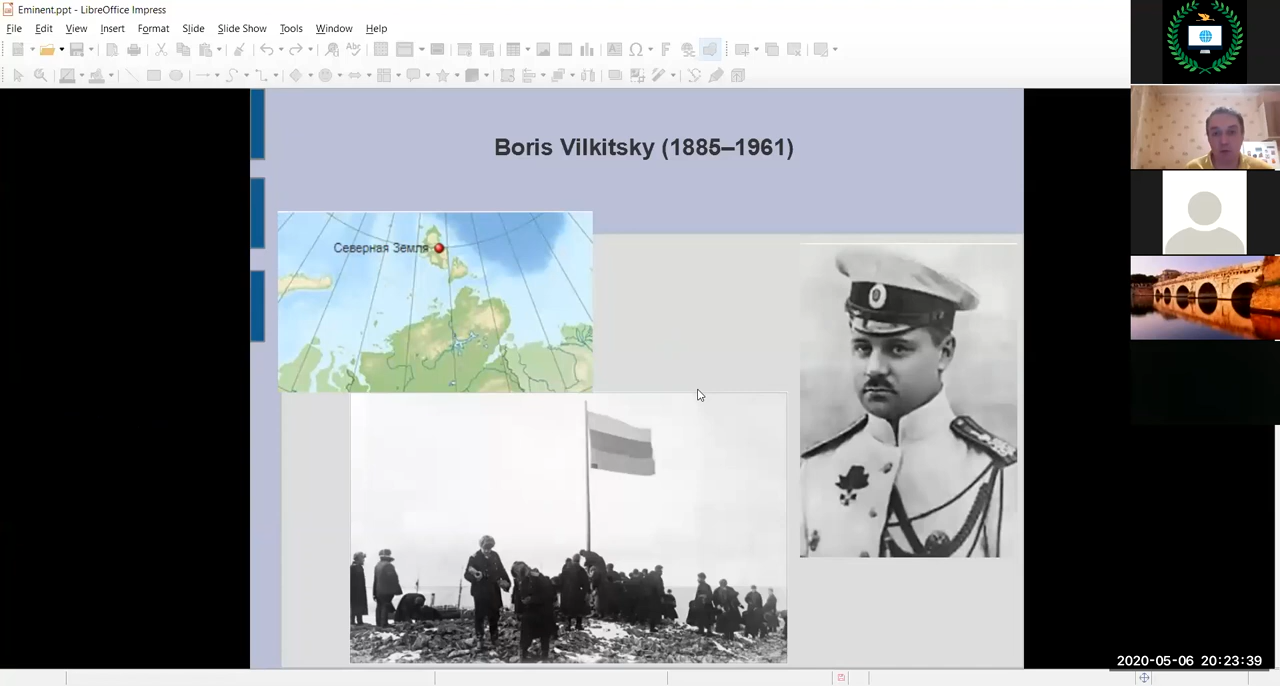 Eminent.ppt - LibreOffice Impress
File Edit View Insert Format Slide Slide Show Tools Window Help
Boris Vilkitsky (1885–1961)
Северная Земля
2020-05-06 20:23:39